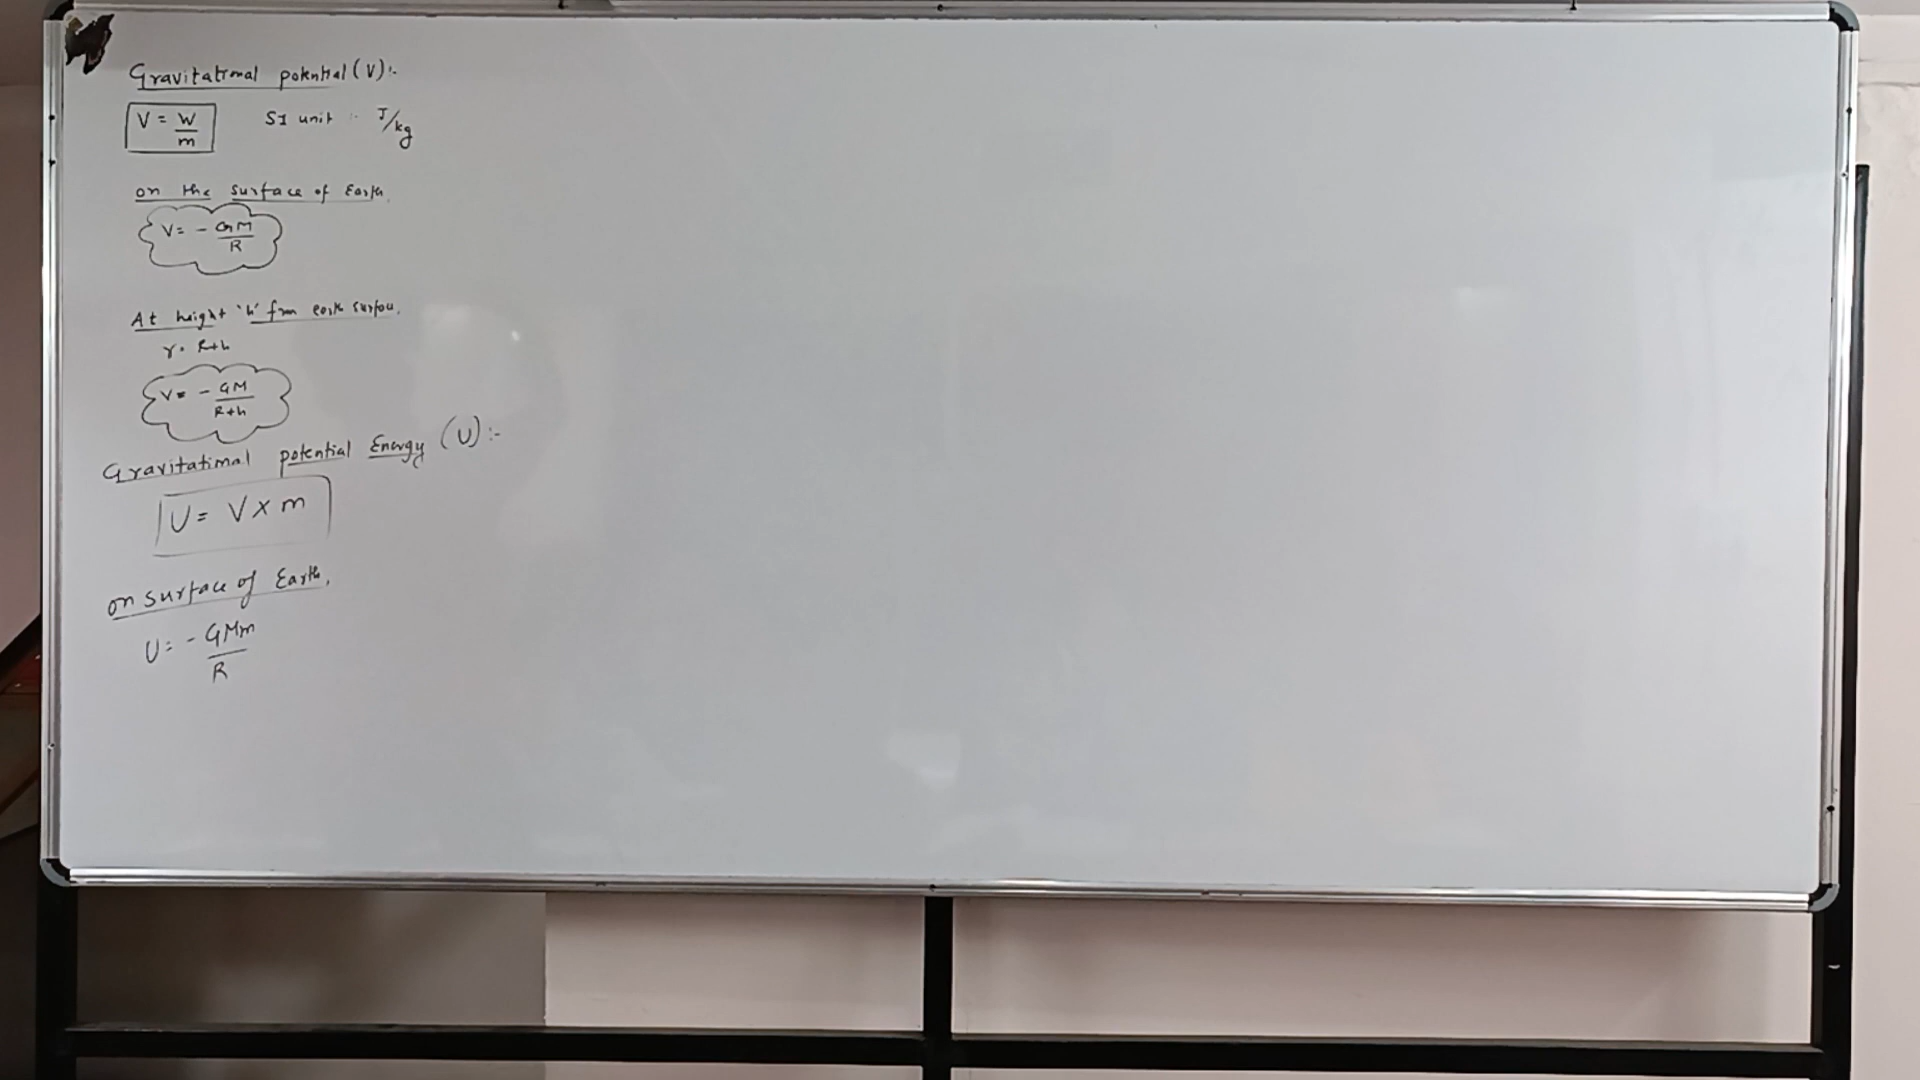 Gravitational potential (V):-
V = W/m SI unit :- J/kg
on the surface of Earth,
V = - GM/R
At height 'h' from earth surface,
r = R+h
V = - GM/R+h
Gravitational potential Energy (U):-
U = V x m
on surface of Earth,
U = - GMm/R